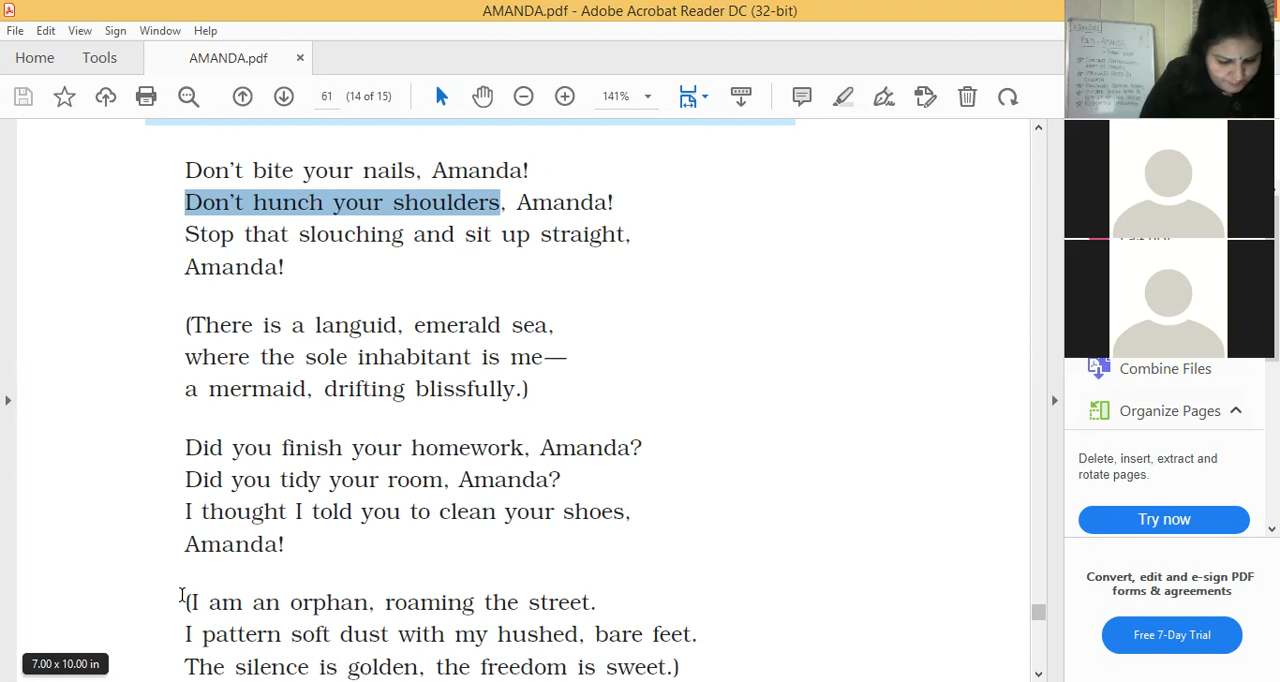 AMANDA.pdf - Adobe Acrobat Reader DC (32-bit)
File Edit View Sign Window Help
Home Tools AMANDA.pdf ×
61 (14 of 15) 141%
Don't bite your nails, Amanda!
Don't hunch your shoulders, Amanda!
Stop that slouching and sit up straight,
Amanda!
(There is a languid, emerald sea,
where the sole inhabitant is me—
a mermaid, drifting blissfully.)
Did you finish your homework, Amanda?
Did you tidy your room, Amanda?
I thought I told you to clean your shoes,
Amanda!
(I am an orphan, roaming the street.
I pattern soft dust with my hushed, bare feet.
The silence is golden, the freedom is sweet.)
7.00 x 10.00 in
Combine Files
Organize Pages
Delete, insert, extract and
rotate pages.
Try now
Convert, edit and e-sign PDF
forms & agreements
Free 7-Day Trial